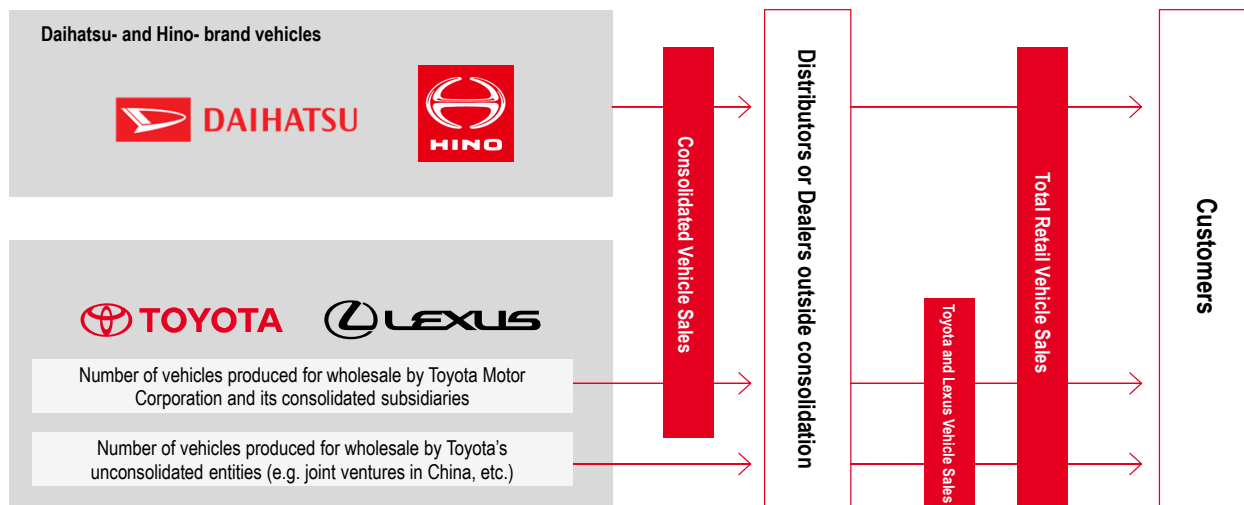 Daihatsu- and Hino- brand vehicles
DAIHATSU
HINO
TOYOTA
LEXUS
Number of vehicles produced for wholesale by Toyota Motor
Corporation and its consolidated subsidiaries
Number of vehicles produced for wholesale by Toyota’s
unconsolidated entities (e.g. joint ventures in China, etc.)
Consolidated Vehicle Sales
Distributors or Dealers outside consolidation
Toyota and Lexus Vehicle Sales
Total Retail Vehicle Sales
Customers